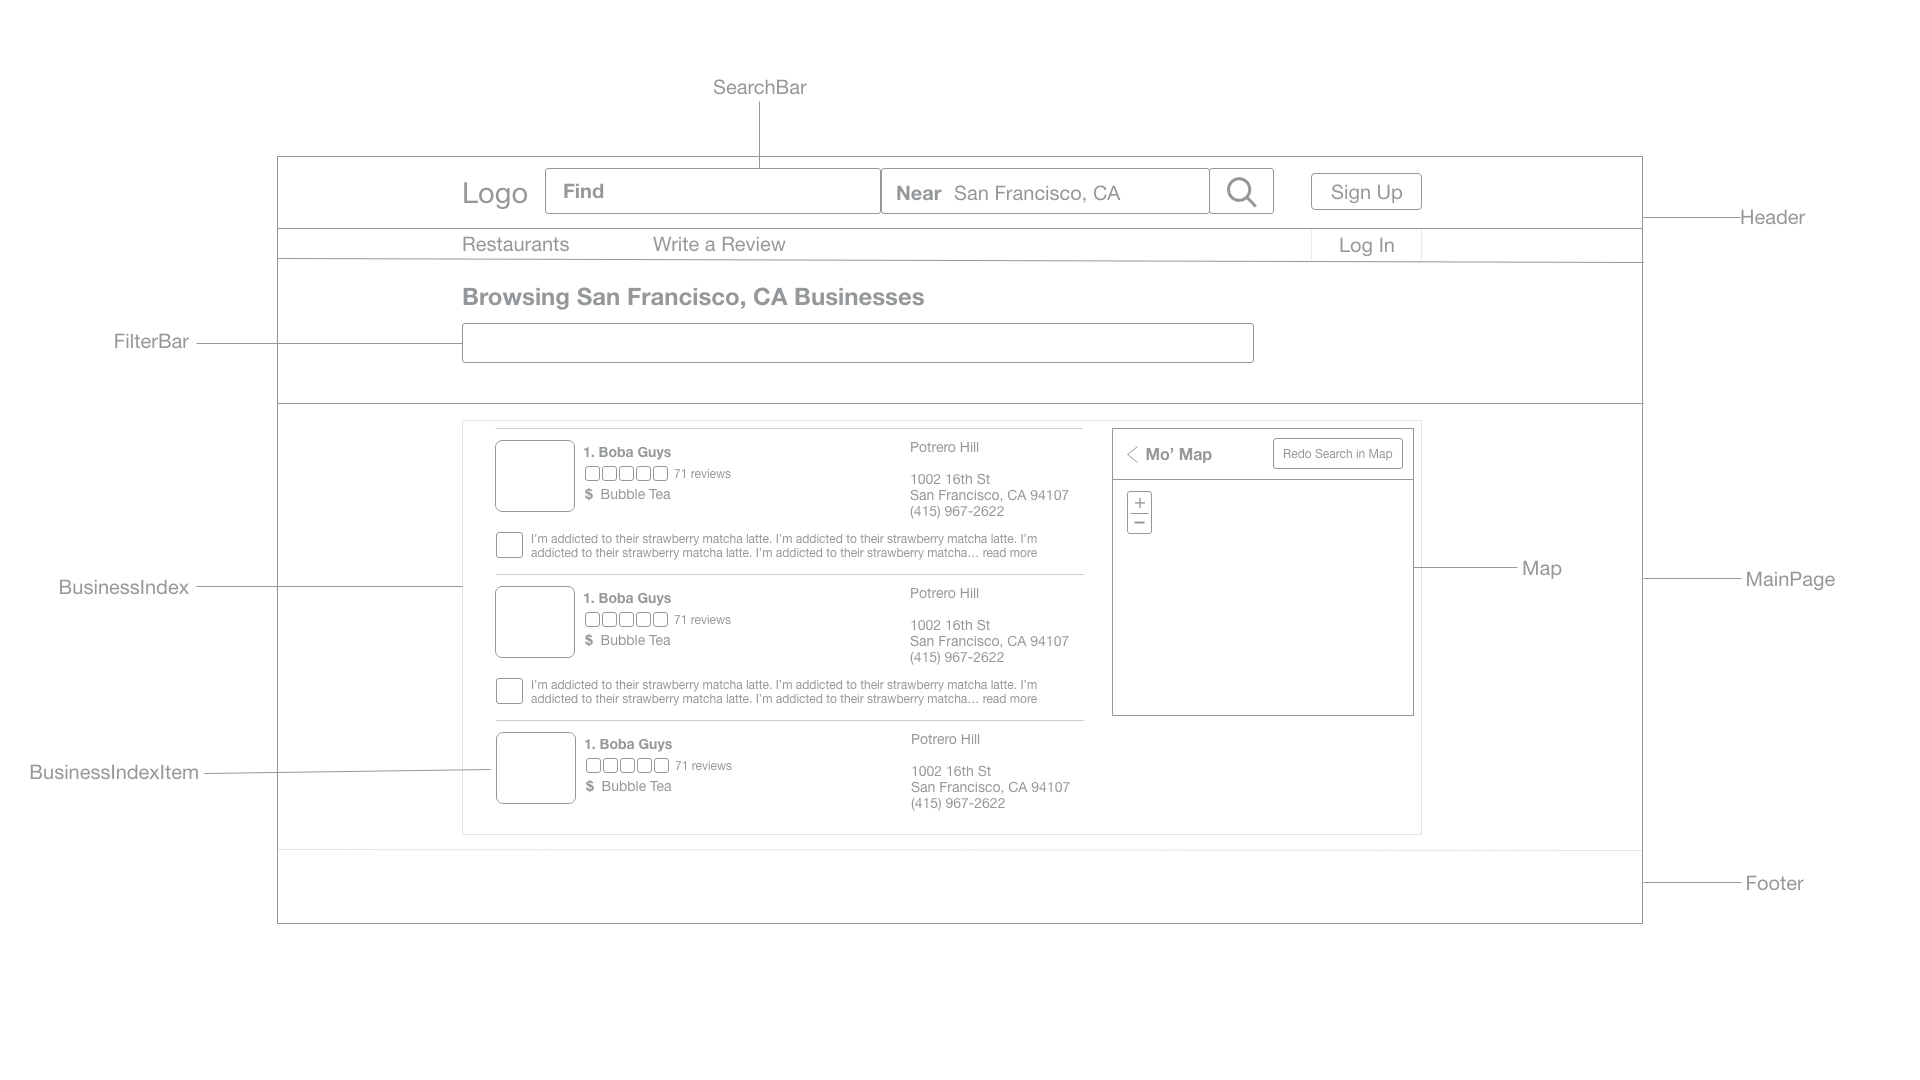 SearchBar
Logo
Find
Near San Francisco, CA
Sign Up
Header
Restaurants
Write a Review
Log In
Browsing San Francisco, CA Businesses
FilterBar
1. Boba Guys
71 reviews
$ Bubble Tea
Potrero Hill
1002 16th St
San Francisco, CA 94107
(415) 967-2622
I'm addicted to their strawberry matcha latte. I'm addicted to their strawberry matcha latte. I'm
addicted to their strawberry matcha latte. I'm addicted to their strawberry matcha... read more
Mo' Map
Redo Search in Map
+
−
Map
MainPage
BusinessIndex
1. Boba Guys
71 reviews
$ Bubble Tea
Potrero Hill
1002 16th St
San Francisco, CA 94107
(415) 967-2622
I'm addicted to their strawberry matcha latte. I'm addicted to their strawberry matcha latte. I'm
addicted to their strawberry matcha latte. I'm addicted to their strawberry matcha... read more
BusinessIndexItem
1. Boba Guys
71 reviews
$ Bubble Tea
Potrero Hill
1002 16th St
San Francisco, CA 94107
(415) 967-2622
Footer